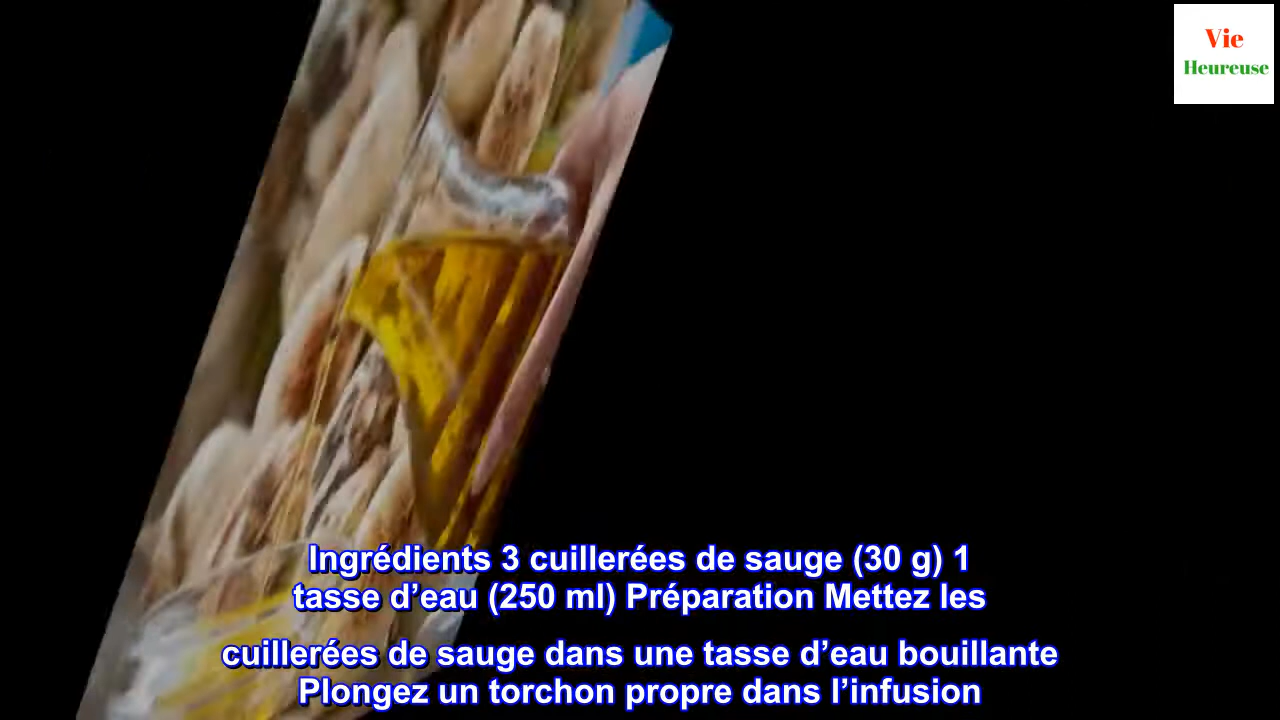 Vie
Heureuse
Ingrédients 3 cuillerées de sauge (30 g) 1
tasse d’eau (250 ml) Préparation Mettez les
cuillerées de sauge dans une tasse d’eau bouillante
Plongez un torchon propre dans l’infusion